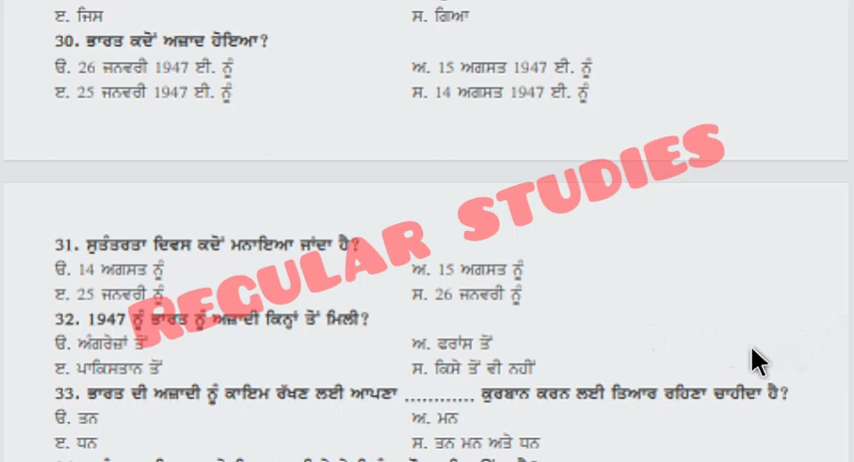 ੲ. ਜਿਸ ਸ. ਗਿਆ
30. ਭਾਰਤ ਕਦੋਂ ਅਜ਼ਾਦ ਹੋਇਆ?
ੳ. 26 ਜਨਵਰੀ 1947 ਈ. ਨੂੰ ਅ. 15 ਅਗਸਤ 1947 ਈ. ਨੂੰ
ੲ. 25 ਜਨਵਰੀ 1947 ਈ. ਨੂੰ ਸ. 14 ਅਗਸਤ 1947 ਈ. ਨੂੰ
REGULAR STUDIES
31. ਸੁਤੰਤਰਤਾ ਦਿਵਸ ਕਦੋਂ ਮਨਾਇਆ ਜਾਂਦਾ ਹੈ?
ੳ. 14 ਅਗਸਤ ਨੂੰ ਅ. 15 ਅਗਸਤ ਨੂੰ
ੲ. 25 ਜਨਵਰੀ ਨੂੰ ਸ. 26 ਜਨਵਰੀ ਨੂੰ
32. 1947 ਨੂੰ ਭਾਰਤ ਨੂੰ ਅਜ਼ਾਦੀ ਕਿਨ੍ਹਾਂ ਤੋਂ ਮਿਲੀ?
ੳ. ਅੰਗਰੇਜ਼ਾਂ ਤੋਂ ਅ. ਫਰਾਂਸ ਤੋਂ
ੲ. ਪਾਕਿਸਤਾਨ ਤੋਂ ਸ. ਕਿਸੇ ਤੋਂ ਵੀ ਨਹੀਂ
33. ਭਾਰਤ ਦੀ ਅਜ਼ਾਦੀ ਨੂੰ ਕਾਇਮ ਰੱਖਣ ਲਈ ਆਪਣਾ ............ ਕੁਰਬਾਨ ਕਰਨ ਲਈ ਤਿਆਰ ਰਹਿਣਾ ਚਾਹੀਦਾ ਹੈ?
ੳ. ਤਨ ਅ. ਮਨ
ੲ. ਧਨ ਸ. ਤਨ ਮਨ ਅਤੇ ਧਨ